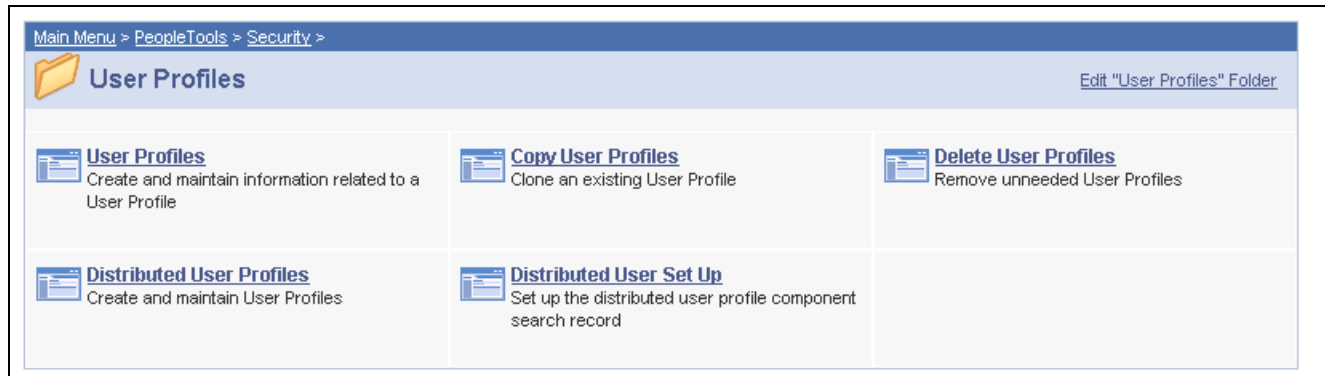 Main Menu > PeopleTools > Security >
User Profiles
Edit "User Profiles" Folder
User Profiles
Create and maintain information related to a
User Profile
Copy User Profiles
Clone an existing User Profile
Delete User Profiles
Remove unneeded User Profiles
Distributed User Profiles
Create and maintain User Profiles
Distributed User Set Up
Set up the distributed user profile component
search record